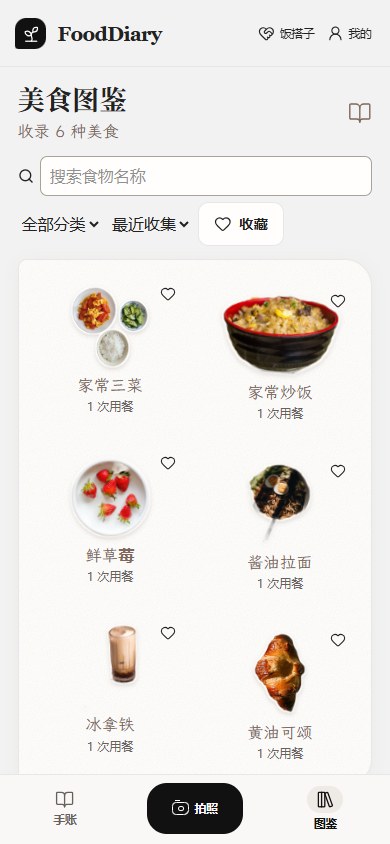 FoodDiary
饭搭子
我的
美食图鉴
收录 6 种美食
搜索食物名称
全部分类
最近收集
收藏
家常三菜
1 次用餐
家常炒饭
1 次用餐
鲜草莓
1 次用餐
酱油拉面
1 次用餐
冰拿铁
1 次用餐
黄油可颂
1 次用餐
手账
拍照
图鉴